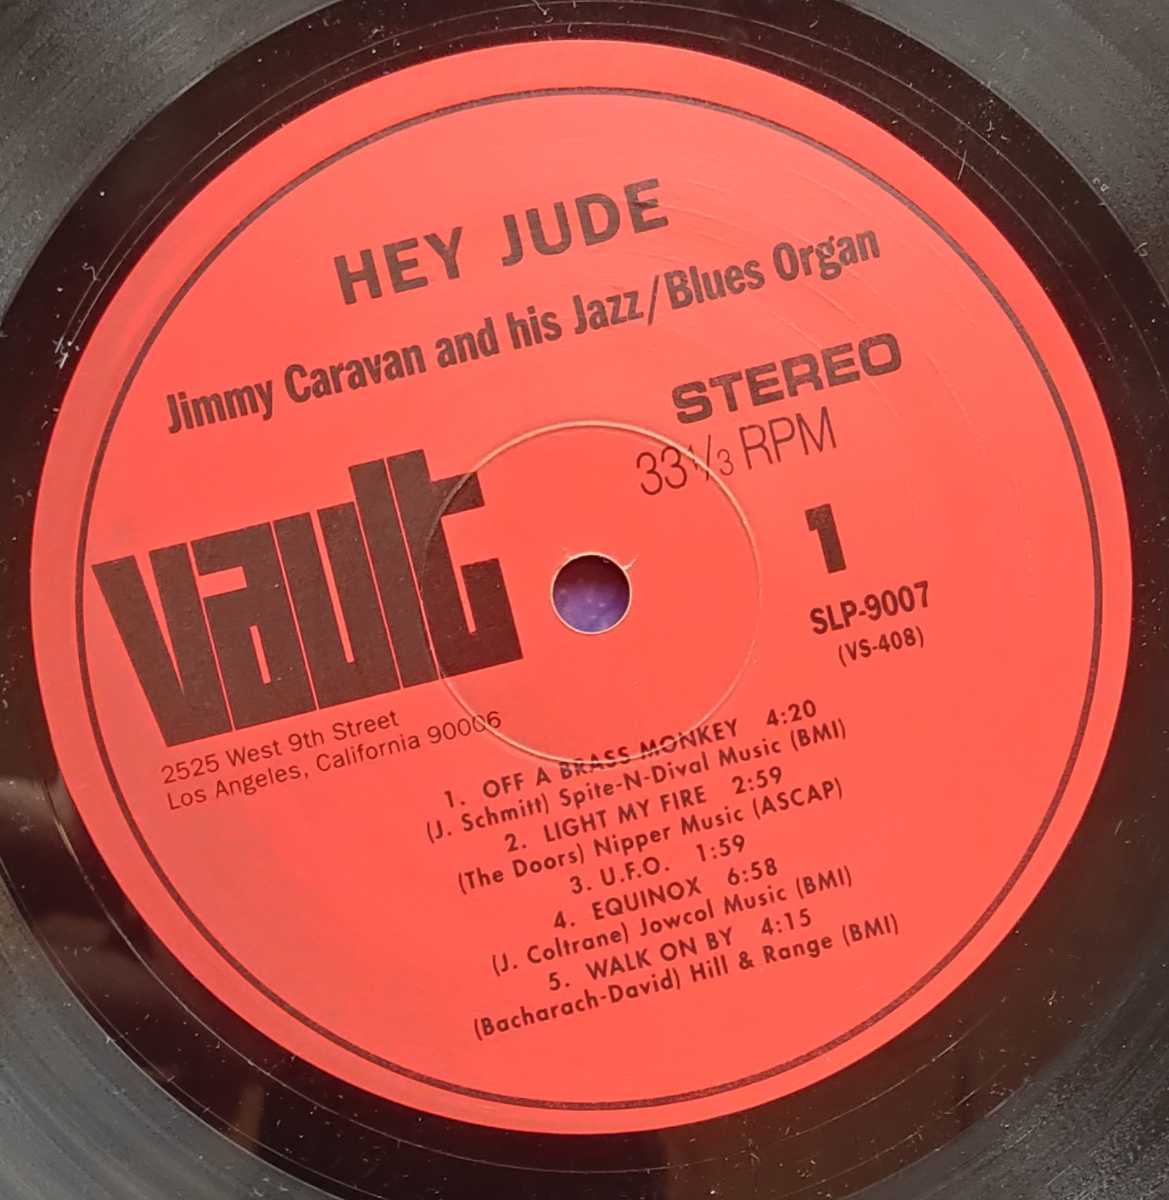 HEY JUDE
Jimmy Caravan and his Jazz/Blues Organ
STEREO
33 1/3 RPM
vault
1
SLP-9007
(VS-408)
2525 West 9th Street
Los Angeles, California 90006
1. OFF A BRASS MONKEY 4:20
(J. Schmitt) Spite-N-Dival Music (BMI)
2. LIGHT MY FIRE 2:59
(The Doors) Nipper Music (ASCAP)
3. U.F.O. 1:59
4. EQUINOX 6:58
(J. Coltrane) Jowcol Music (BMI)
5. WALK ON BY 4:15
(Bacharach-David) Hill & Range (BMI)